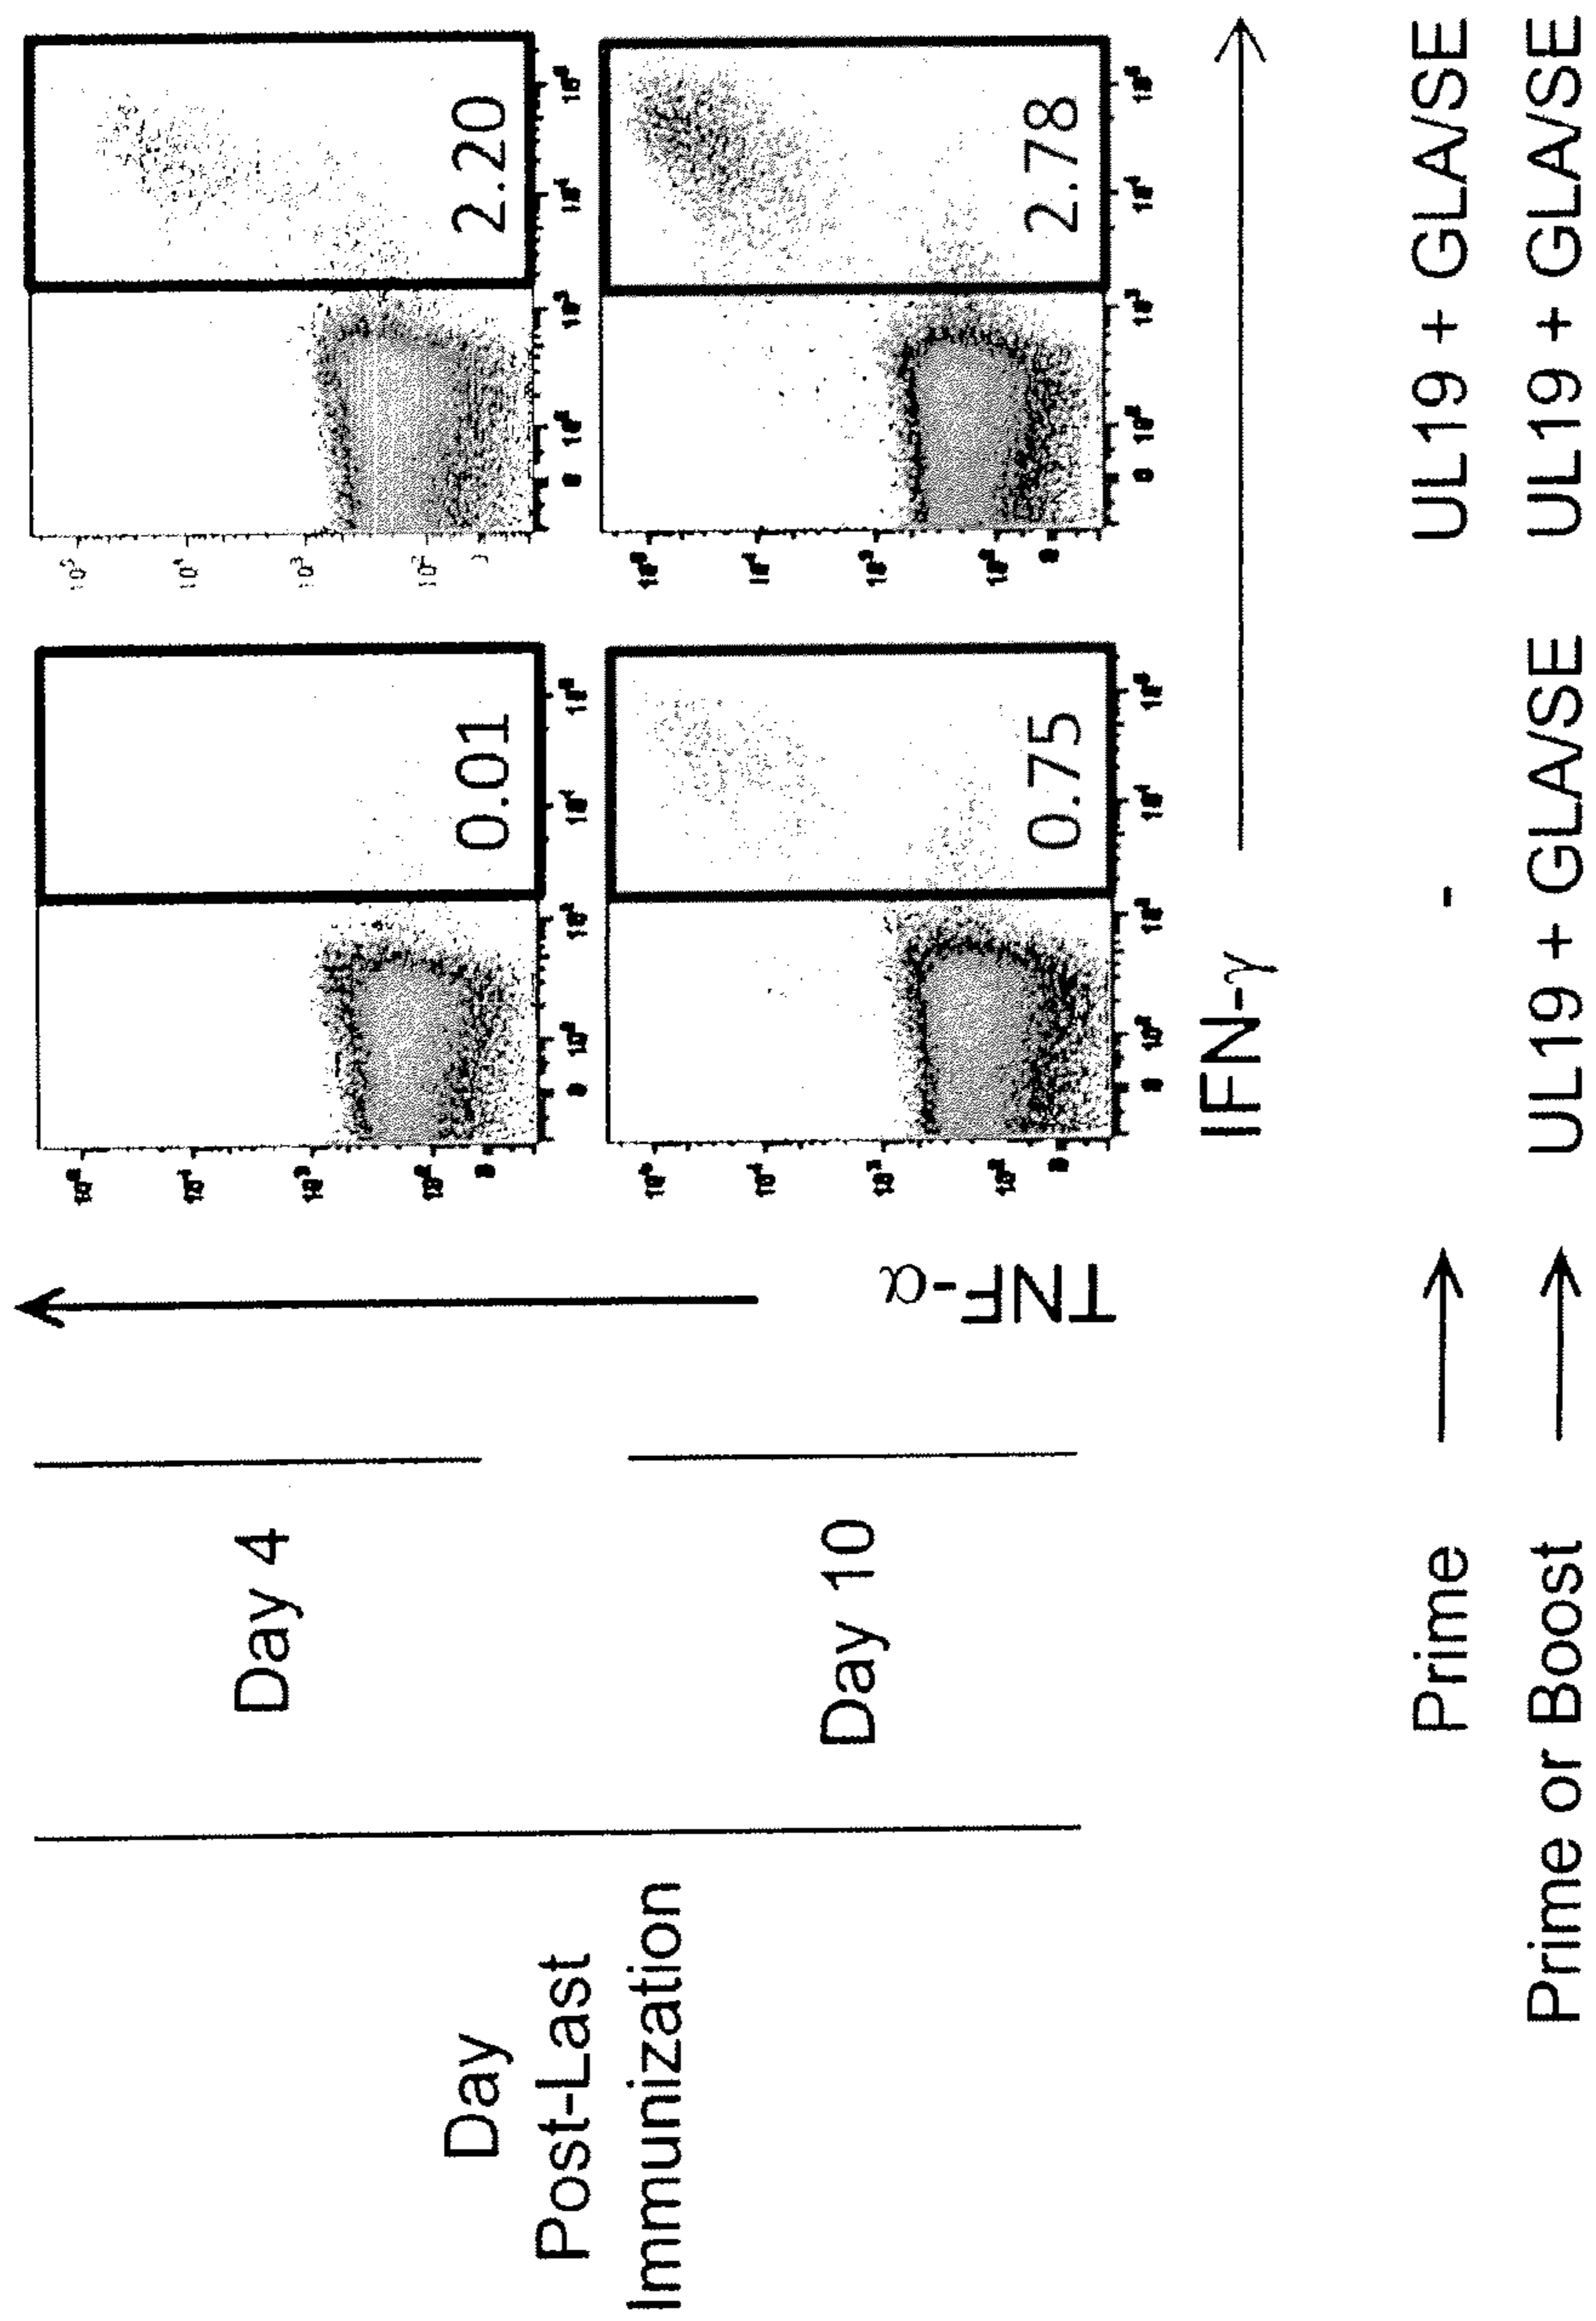 Day
Post-Last
Immunization
Day 4
Day 10
TNF-α
0.01
2.20
0.75
2.78
IFN-γ
Prime → - UL19 + GLA/SE
Prime or Boost → UL19 + GLA/SE UL19 + GLA/SE